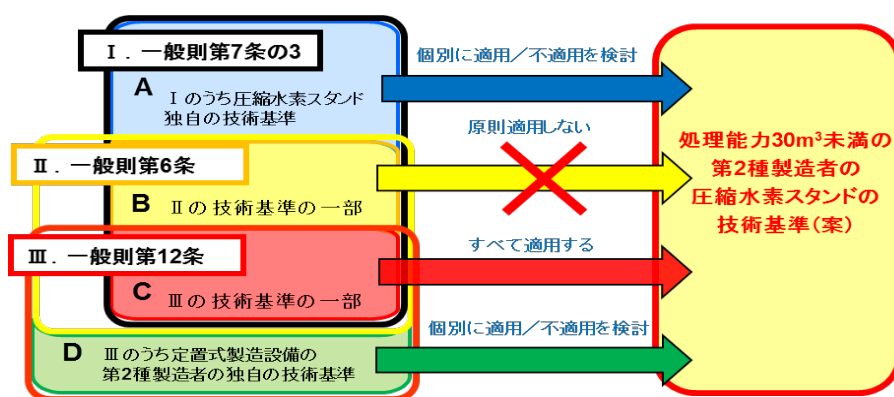 Ⅰ．一般則第7条の3
A
Ⅰのうち圧縮水素スタンド
独自の技術基準
Ⅱ．一般則第6条
B Ⅱの技術基準の一部
Ⅲ．一般則第12条
C Ⅲの技術基準の一部
D Ⅲのうち定置式製造設備の
第2種製造者の独自の技術基準
個別に適用／不適用を検討
原則適用しない
すべて適用する
個別に適用／不適用を検討
処理能力30m³未満の
第2種製造者の
圧縮水素スタンドの
技術基準（案）